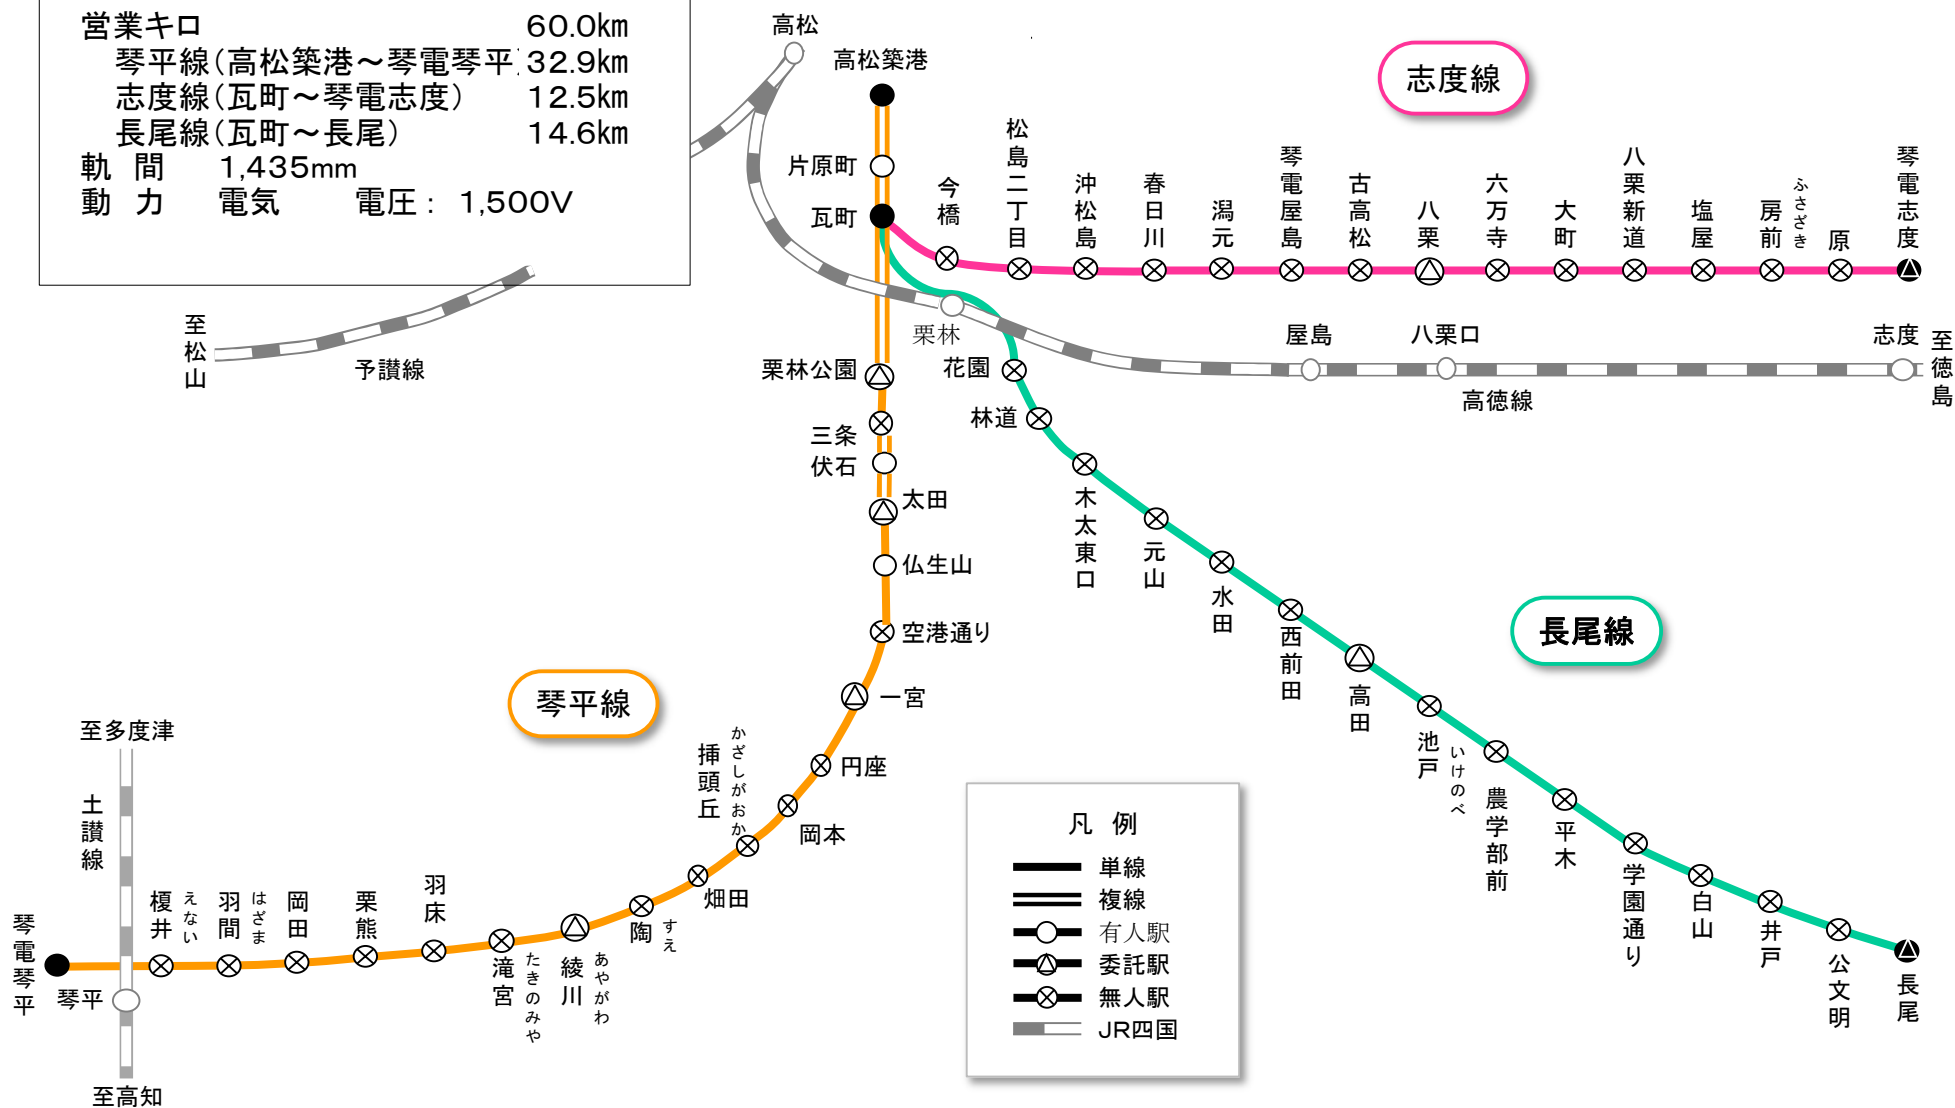 営業キロ 60.0km
琴平線(高松築港～琴電琴平) 32.9km
志度線(瓦町～琴電志度) 12.5km
長尾線(瓦町～長尾) 14.6km
軌 間 1,435mm
動 力 電気 電圧: 1,500V
高松
高松築港
片原町
瓦町
志度線
今橋
松島二丁目
沖松島
春日川
潟元
琴電屋島
古高松
八栗
六万寺
大町
八栗新道
塩屋
房前
ふさざき
原
琴電志度
至松山
予讃線
栗林
屋島
八栗口
志度
至徳島
高徳線
栗林公園
三条
伏石
太田
仏生山
空港通り
一宮
円座
岡本
挿頭丘
かざしがおか
畑田
陶
すえ
綾川
あやがわ
滝宮
たきのみや
羽床
栗熊
岡田
羽間
はざま
榎井
えない
琴電琴平
琴平
琴平線
至多度津
土讃線
至高知
花園
林道
木太東口
元山
水田
西前田
高田
池戸
いけのべ
農学部前
平木
学園通り
白山
井戸
公文明
長尾
長尾線
凡 例
単線
複線
有人駅
委託駅
無人駅
JR四国